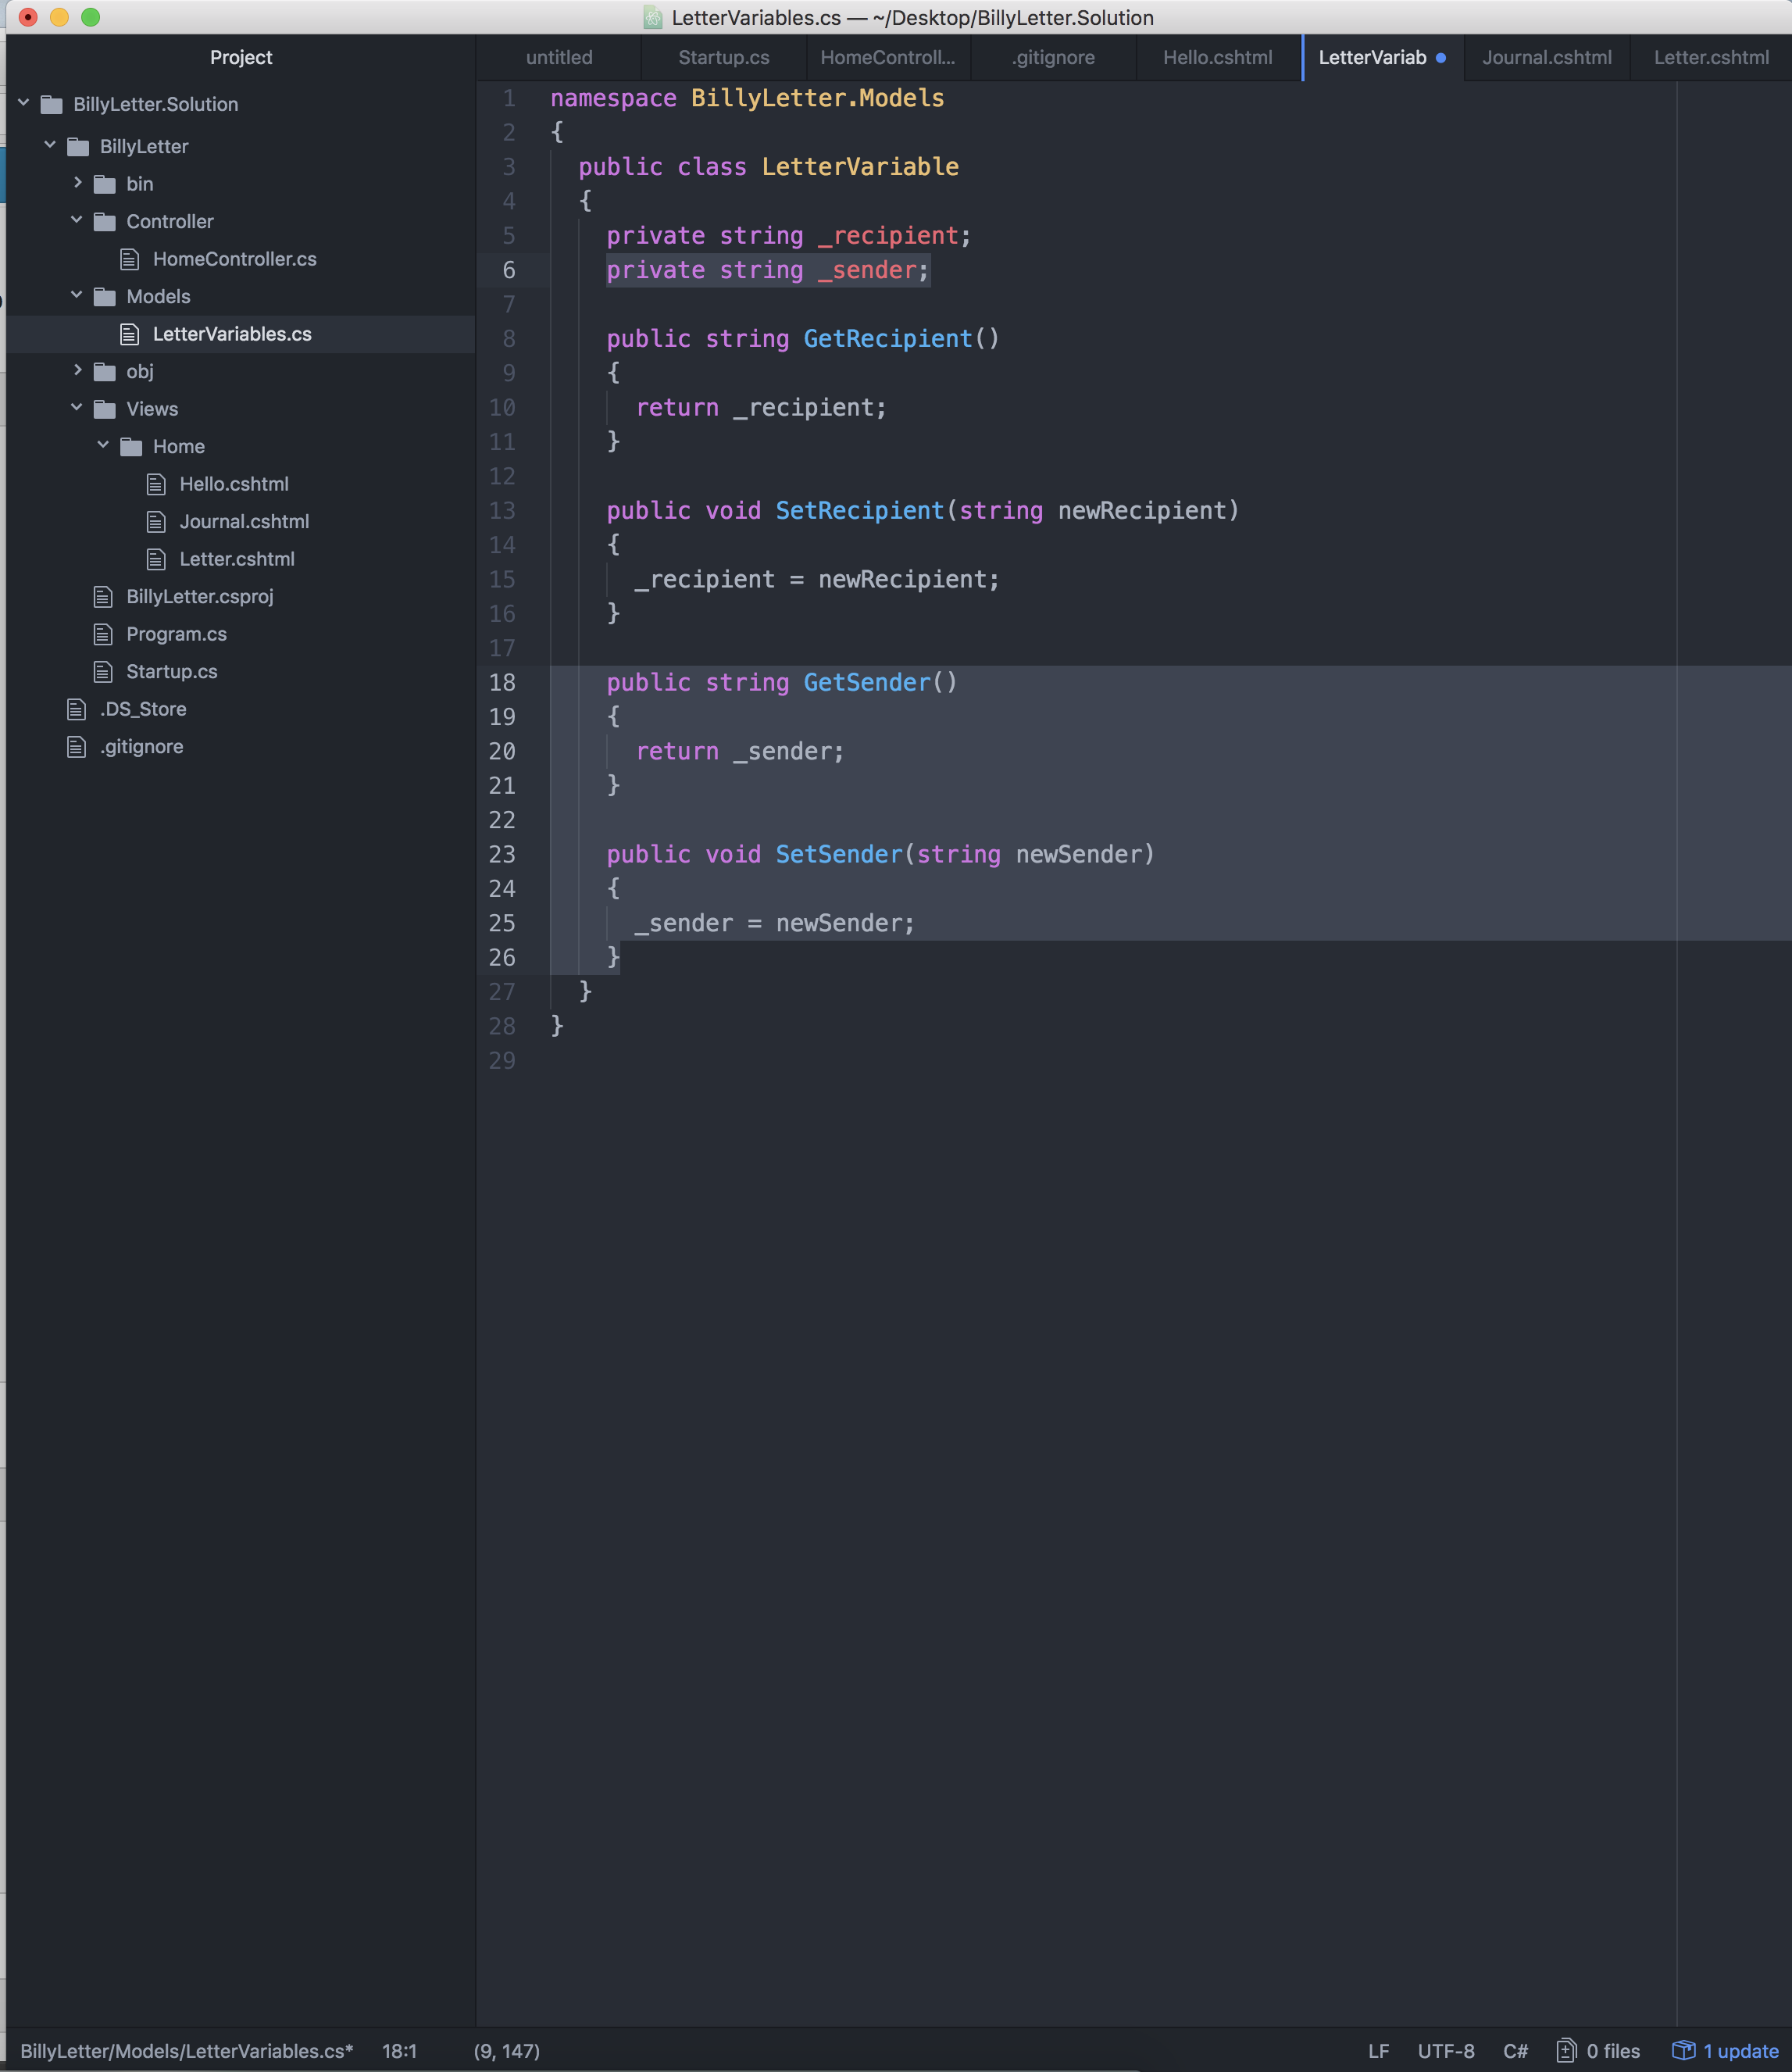 LetterVariables.cs — ~/Desktop/BillyLetter.Solution
Project
untitled
Startup.cs
HomeControll...
.gitignore
Hello.cshtml
LetterVariab
Journal.cshtml
Letter.cshtml
BillyLetter.Solution
BillyLetter
bin
Controller
HomeController.cs
Models
LetterVariables.cs
obj
Views
Home
Hello.cshtml
Journal.cshtml
Letter.cshtml
BillyLetter.csproj
Program.cs
Startup.cs
.DS_Store
.gitignore
1 namespace BillyLetter.Models
2 {
3   public class LetterVariable
4   {
5     private string _recipient;
6     private string _sender;
7
8     public string GetRecipient()
9     {
10       return _recipient;
11     }
12
13     public void SetRecipient(string newRecipient)
14     {
15       _recipient = newRecipient;
16     }
17
18     public string GetSender()
19     {
20       return _sender;
21     }
22
23     public void SetSender(string newSender)
24     {
25       _sender = newSender;
26     }
27   }
28 }
29
BillyLetter/Models/LetterVariables.cs* 18:1 (9, 147) LF UTF-8 C# 0 files 1 update